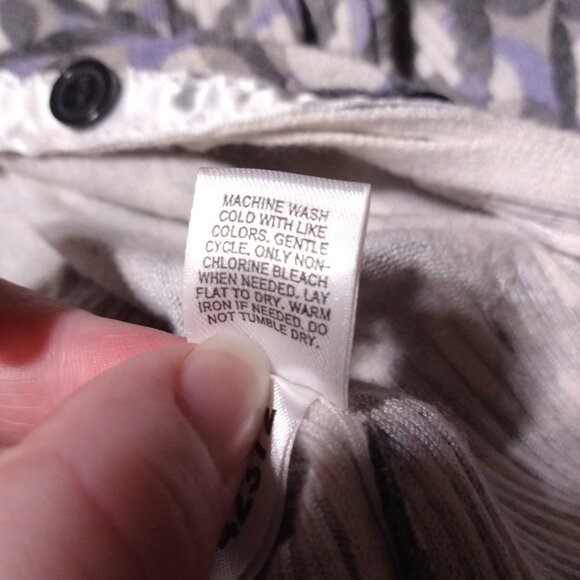 MACHINE WASH
COLD WITH LIKE
COLORS. GENTLE
CYCLE. ONLY NON-
CHLORINE BLEACH
WHEN NEEDED. LAY
FLAT TO DRY. WARM
IRON IF NEEDED. DO
NOT TUMBLE DRY.